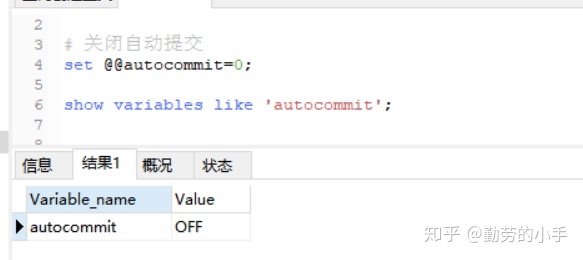 2
3 # 关闭自动提交
4 set @@autocommit=0;
5
6 show variables like 'autocommit';
7
信息 结果1 概况 状态
Variable_name Value
autocommit OFF
知乎 @勤劳的小手